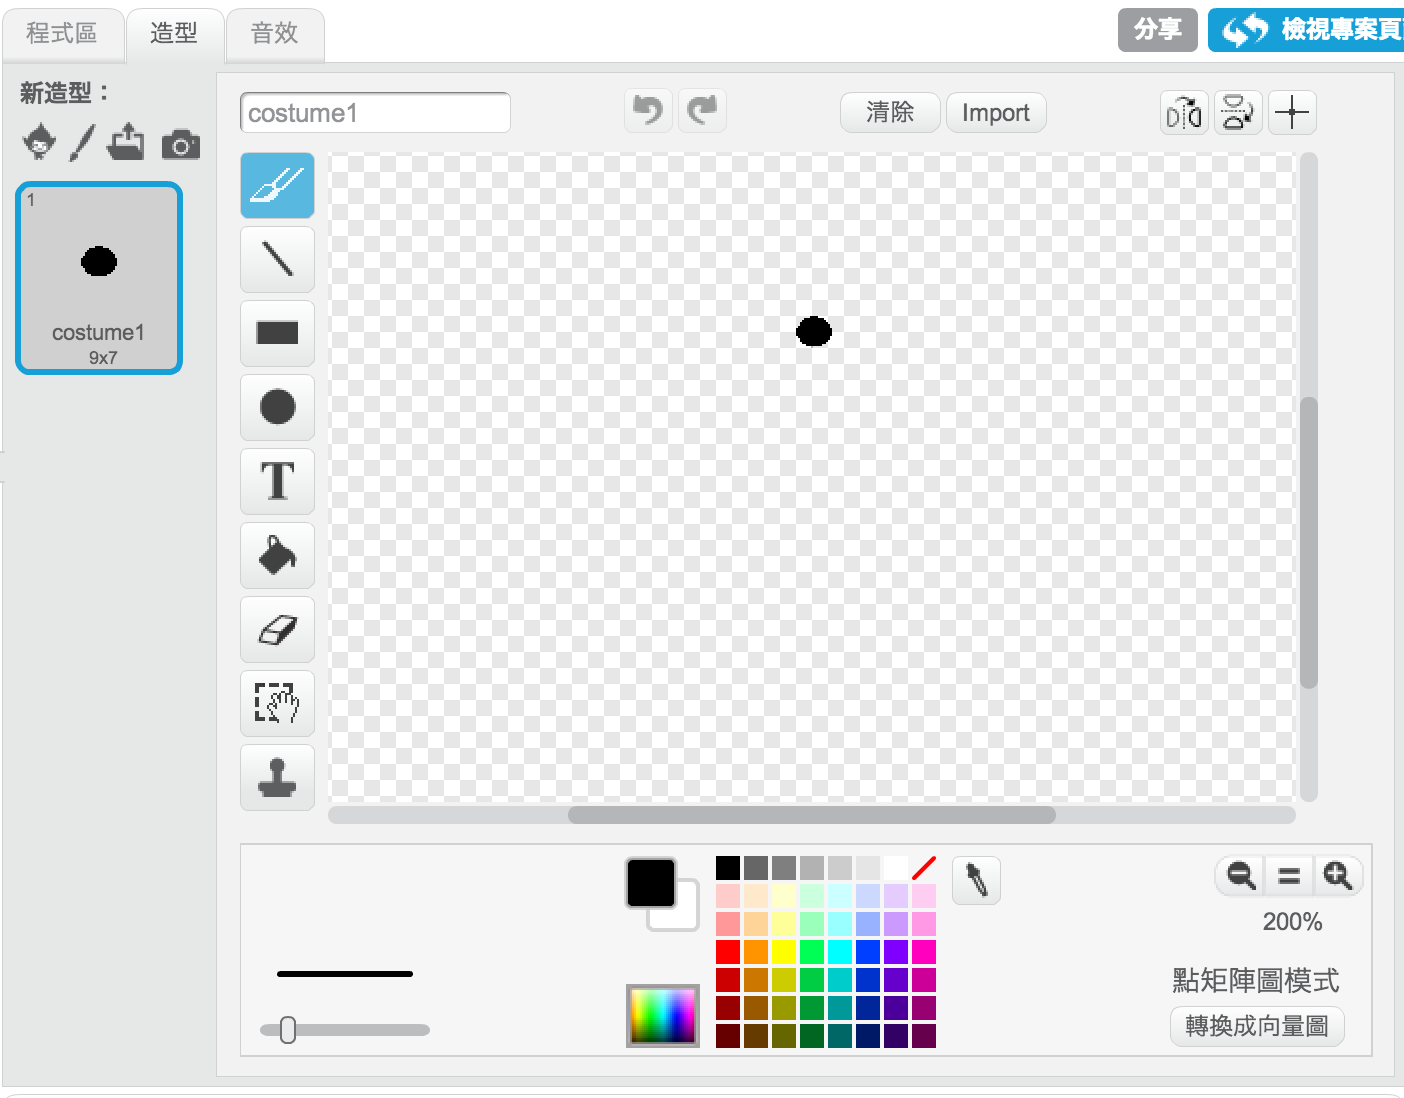 程式區
造型
音效
分享
檢視專案頁
新造型：
costume1
清除
Import
1
costume1
9x7
T
200%
點矩陣圖模式
轉換成向量圖